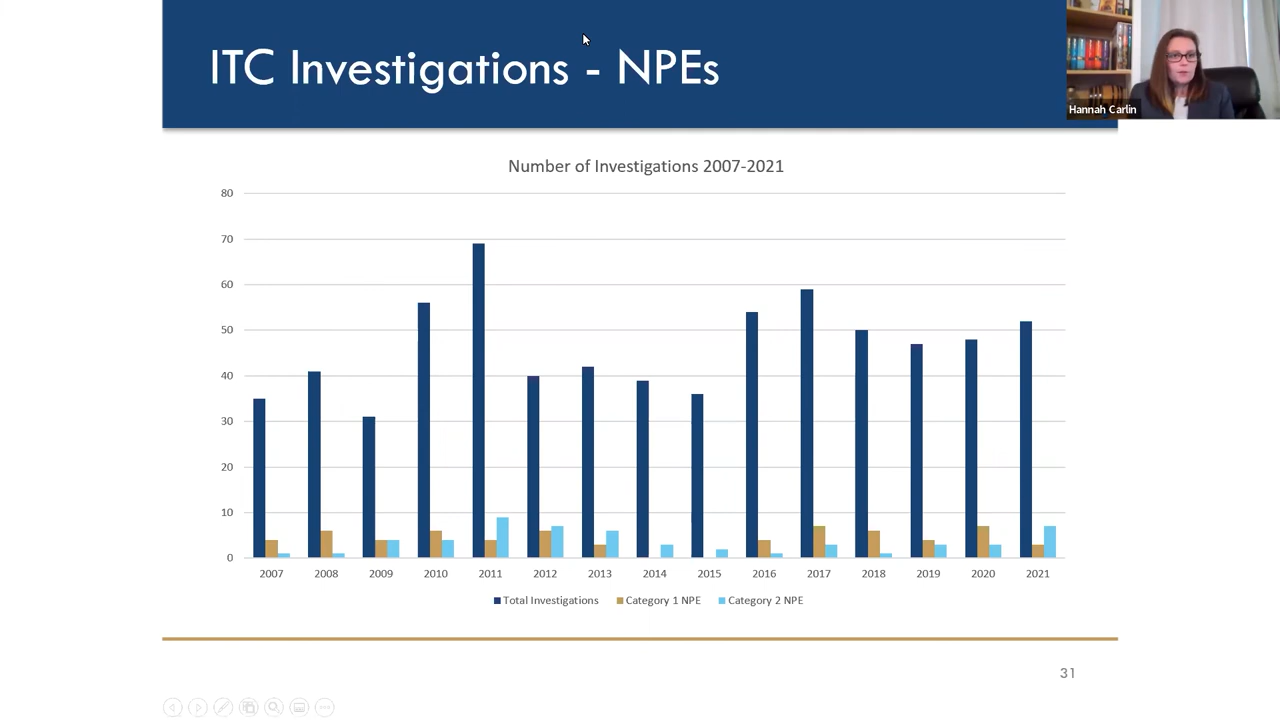 ITC Investigations - NPEs
Hannah Carlin
Number of Investigations 2007-2021
80
70
60
50
40
30
20
10
0
2007 2008 2009 2010 2011 2012 2013 2014 2015 2016 2017 2018 2019 2020 2021
Total Investigations Category 1 NPE Category 2 NPE
31